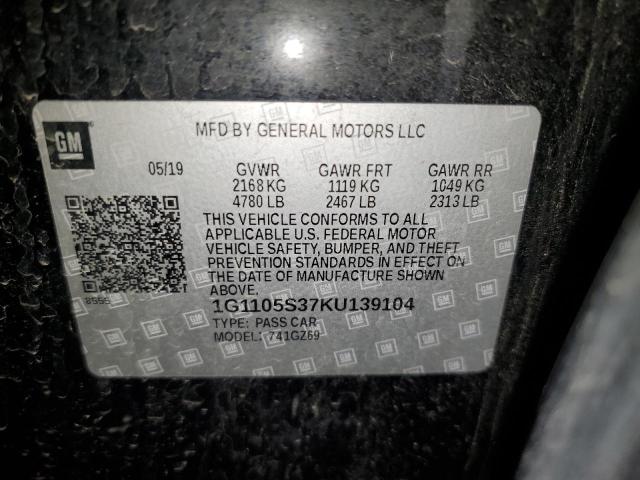 GM
MFD BY GENERAL MOTORS LLC
05/19 GVWR GAWR FRT GAWR RR
2168 KG 1119 KG 1049 KG
4780 LB 2467 LB 2313 LB
THIS VEHICLE CONFORMS TO ALL
APPLICABLE U.S. FEDERAL MOTOR
VEHICLE SAFETY, BUMPER, AND THEFT
PREVENTION STANDARDS IN EFFECT ON
THE DATE OF MANUFACTURE SHOWN
ABOVE.
8555
1G1105S37KU139104
TYPE: PASS CAR
MODEL: 741GZ69